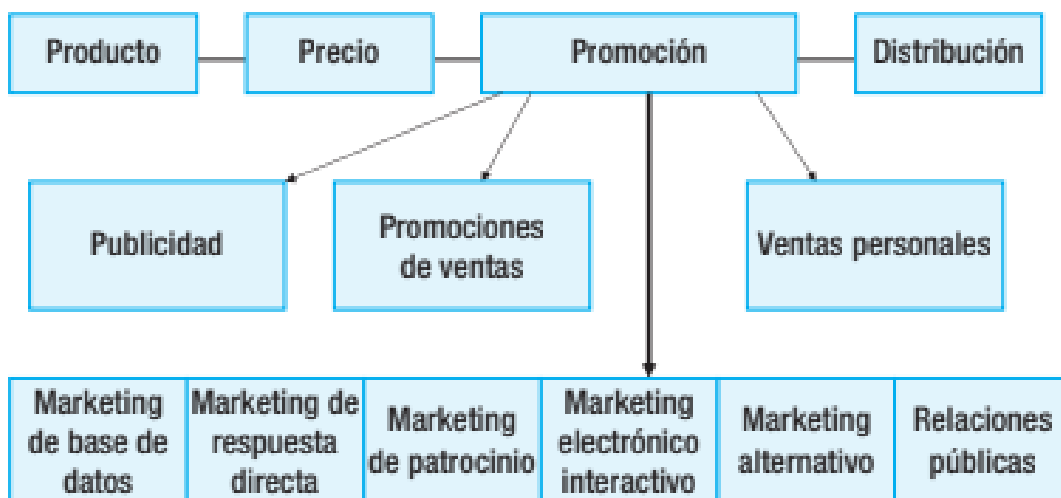 Producto
Precio
Promoción
Distribución
Publicidad
Promociones
de ventas
Ventas personales
Marketing
de base de
datos
Marketing de
respuesta
directa
Marketing
de patrocinio
Marketing
electrónico
interactivo
Marketing
alternativo
Relaciones
públicas